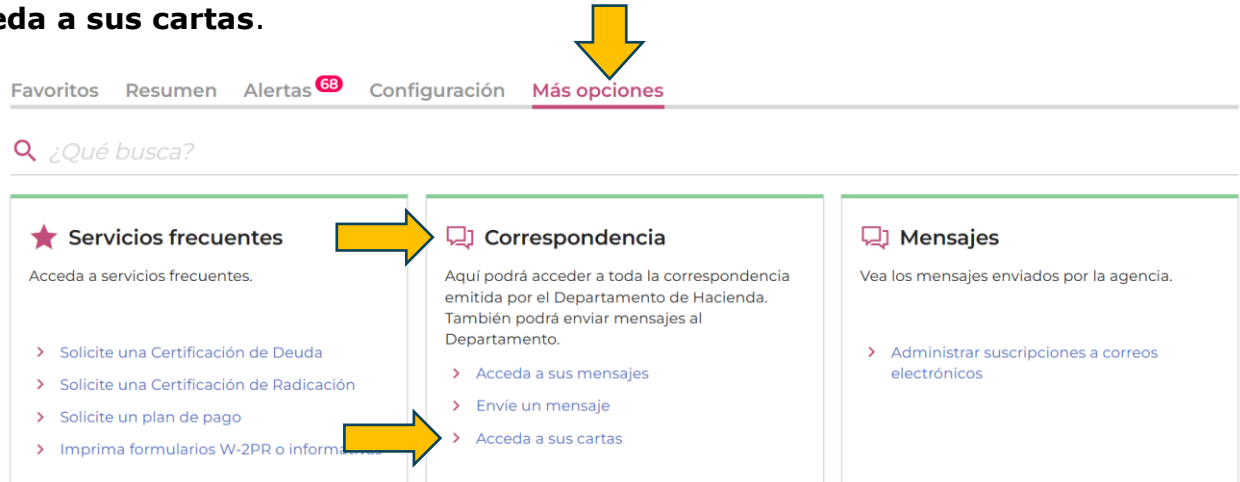 eda a sus cartas.
Favoritos Resumen Alertas 68 Configuración Más opciones
¿Qué busca?
Servicios frecuentes
Acceda a servicios frecuentes.
Solicite una Certificación de Deuda
Solicite una Certificación de Radicación
Solicite un plan de pago
Imprima formularios W-2PR o informativas
Correspondencia
Aquí podrá acceder a toda la correspondencia
emitida por el Departamento de Hacienda.
También podrá enviar mensajes al
Departamento.
Acceda a sus mensajes
Envíe un mensaje
Acceda a sus cartas
Mensajes
Vea los mensajes enviados por la agencia.
Administrar suscripciones a correos
electrónicos